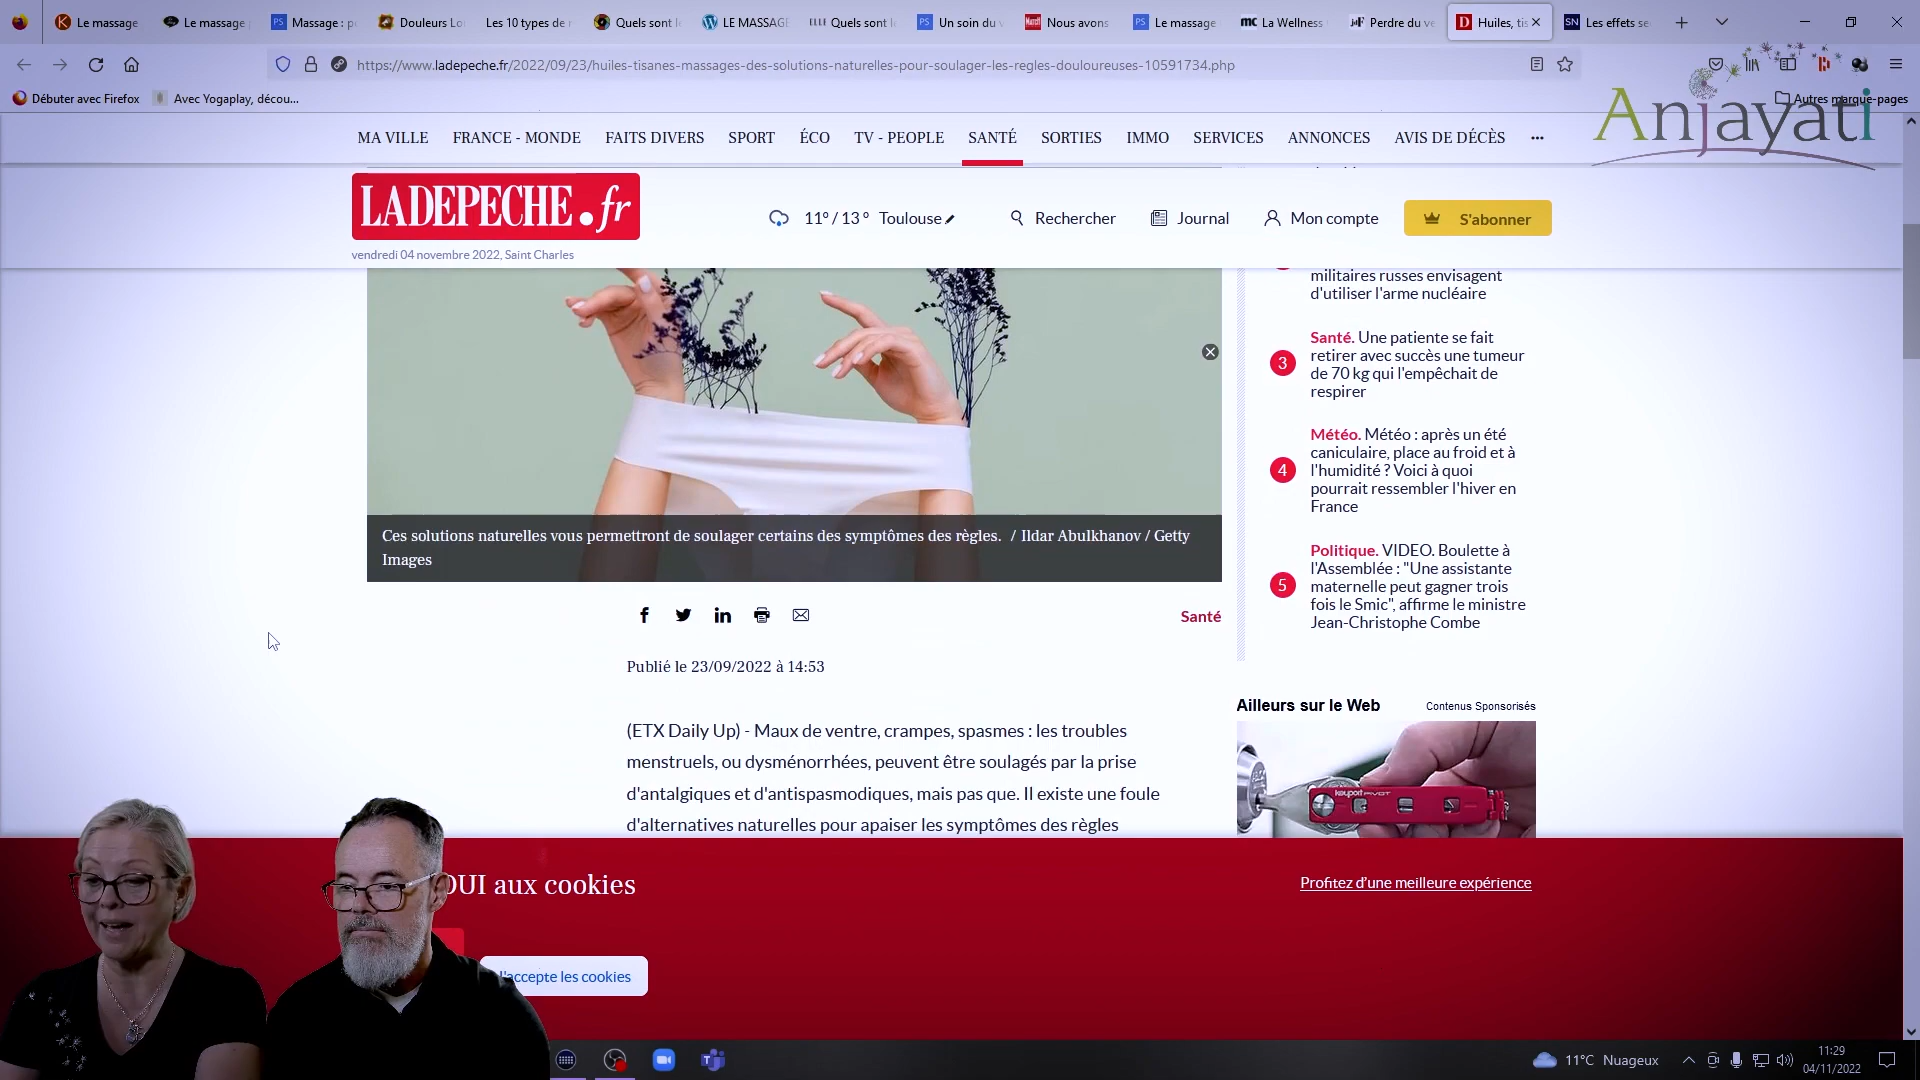 Le massage
Le massage
Massage : p
Douleurs Lo
Les 10 types de
Quels sont l
LE MASSAGE
ELLE Quels sont l
Un soin du v
Nous avons
Le massage
mc La Wellness
JaF Perdre du ve
D Huiles, tis
SN Les effets se
https://www.ladepeche.fr/2022/09/23/huiles-tisanes-massages-des-solutions-naturelles-pour-soulager-les-regles-douloureuses-10591734.php
Débuter avec Firefox
Avec Yogaplay, décou...
Autres marque-pages
Anjayati
MA VILLE FRANCE - MONDE FAITS DIVERS SPORT ÉCO TV - PEOPLE SANTÉ SORTIES IMMO SERVICES ANNONCES AVIS DE DÉCÈS ...
LADEPECHE.fr
vendredi 04 novembre 2022, Saint Charles
11° / 13 ° Toulouse
Rechercher
Journal
Mon compte
S'abonner
Ces solutions naturelles vous permettront de soulager certains des symptômes des règles. / Ildar Abulkhanov / Getty
Images
Santé
Publié le 23/09/2022 à 14:53
(ETX Daily Up) - Maux de ventre, crampes, spasmes : les troubles
menstruels, ou dysménorrhées, peuvent être soulagés par la prise
d'antalgiques et d'antispasmodiques, mais pas que. Il existe une foule
d'alternatives naturelles pour apaiser les symptômes des règles
militaires russes envisagent
d'utiliser l'arme nucléaire
3
Santé. Une patiente se fait
retirer avec succès une tumeur
de 70 kg qui l'empêchait de
respirer
4
Météo. Météo : après un été
caniculaire, place au froid et à
l'humidité ? Voici à quoi
pourrait ressembler l'hiver en
France
5
Politique. VIDEO. Boulette à
l'Assemblée : "Une assistante
maternelle peut gagner trois
fois le Smic", affirme le ministre
Jean-Christophe Combe
Ailleurs sur le Web
Contenus Sponsorisés
keyport PIVOT
OUI aux cookies
Profitez d'une meilleure expérience
J'accepte les cookies
11°C Nuageux
11:29
04/11/2022